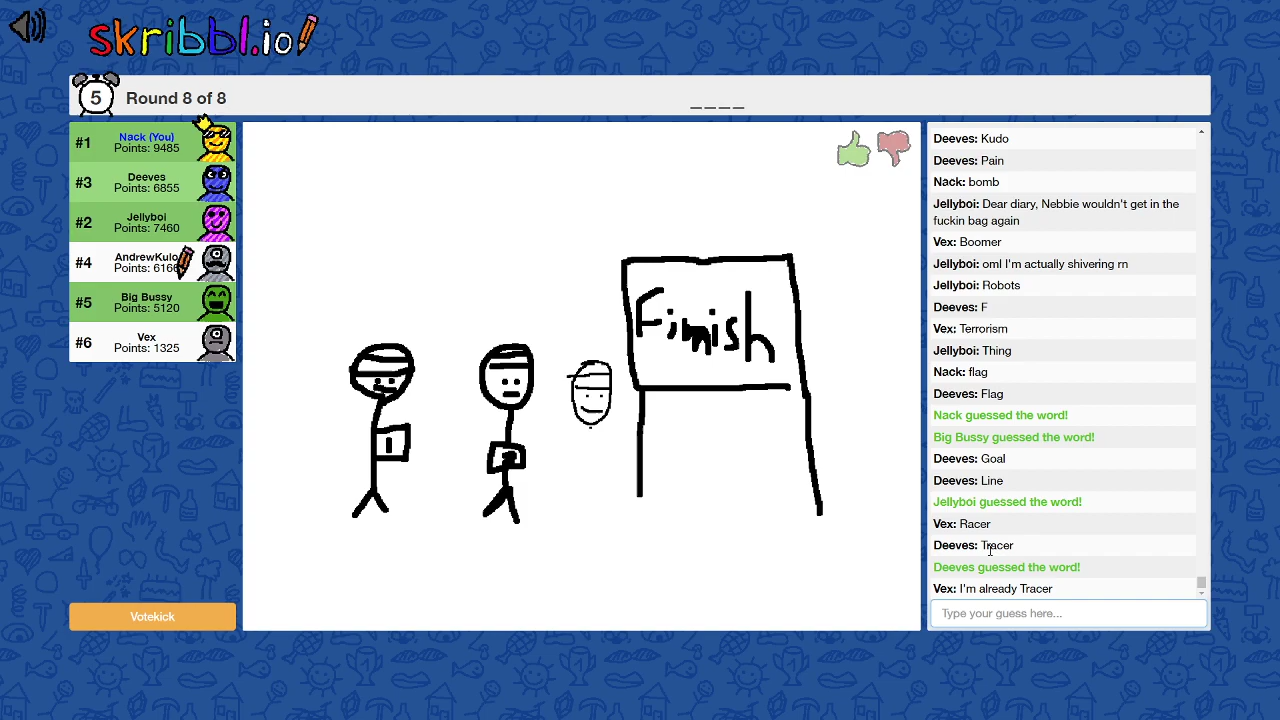 skribbl.io
5
Round 8 of 8
_ _ _ _
#1
Nack (You)
Points: 9485
#3
Deeves
Points: 6855
#2
Jellyboi
Points: 7460
#4
AndrewKulo
Points: 6166
#5
Big Bussy
Points: 5120
#6
Vex
Points: 1325
Votekick
Finish
1
Deeves: Kudo
Deeves: Pain
Nack: bomb
Jellyboi: Dear diary, Nebbie wouldn't get in the
fuckin bag again
Vex: Boomer
Jellyboi: oml I'm actually shivering rn
Jellyboi: Robots
Deeves: F
Vex: Terrorism
Jellyboi: Thing
Nack: flag
Deeves: Flag
Nack guessed the word!
Big Bussy guessed the word!
Deeves: Goal
Deeves: Line
Jellyboi guessed the word!
Vex: Racer
Deeves: Tracer
Deeves guessed the word!
Vex: I'm already Tracer
Type your guess here...